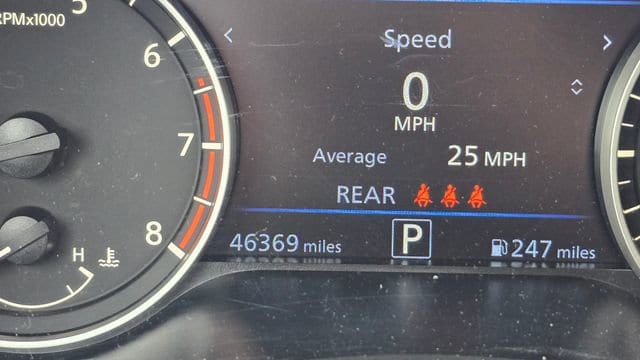 RPMx1000
5
6
7
8
H
Speed
0
MPH
Average 25 MPH
REAR
46369 miles P 247 miles